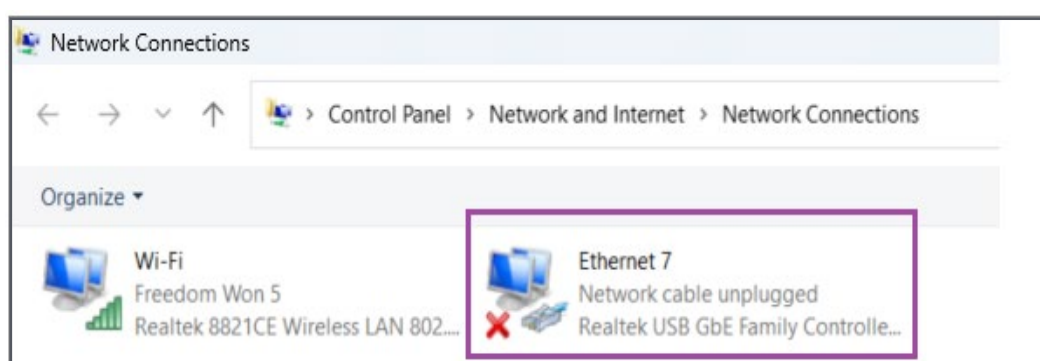 Network Connections
Control Panel > Network and Internet > Network Connections
Organize
Wi-Fi
Freedom Won 5
Realtek 8821CE Wireless LAN 802....
Ethernet 7
Network cable unplugged
Realtek USB GbE Family Controlle...